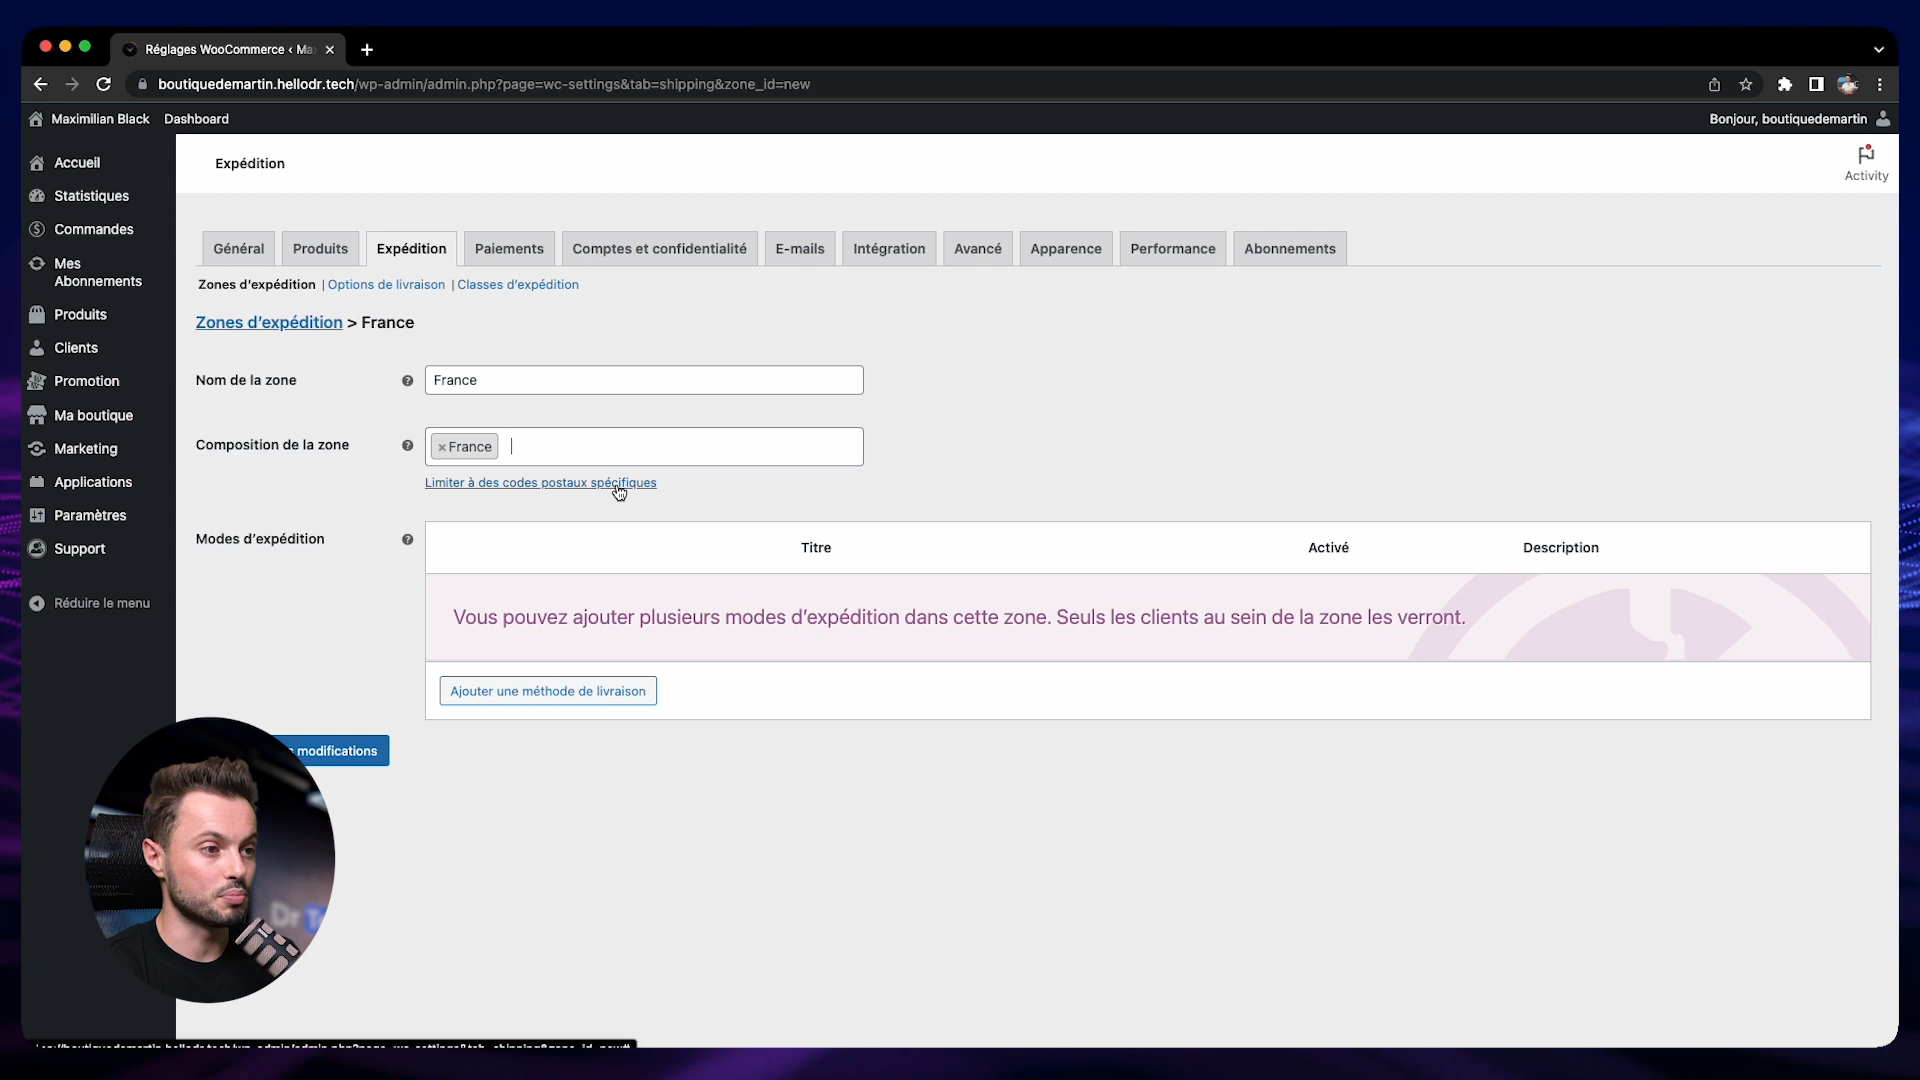 Réglages WooCommerce ‹ Ma
boutiquedemartin.hellodr.tech/wp-admin/admin.php?page=wc-settings&tab=shipping&zone_id=new
Maximilian Black Dashboard
Bonjour, boutiquedemartin
Accueil
Statistiques
Commandes
Mes
Abonnements
Produits
Clients
Promotion
Ma boutique
Marketing
Applications
Paramètres
Support
Réduire le menu
Expédition
Activity
Général Produits Expédition Paiements Comptes et confidentialité E-mails Intégration Avancé Apparence Performance Abonnements
Zones d'expédition | Options de livraison | Classes d'expédition
Zones d'expédition > France
Nom de la zone
France
Composition de la zone
× France
Limiter à des codes postaux spécifiques
Modes d'expédition
Titre Activé Description
Vous pouvez ajouter plusieurs modes d'expédition dans cette zone. Seuls les clients au sein de la zone les verront.
Ajouter une méthode de livraison
modifications
Dr